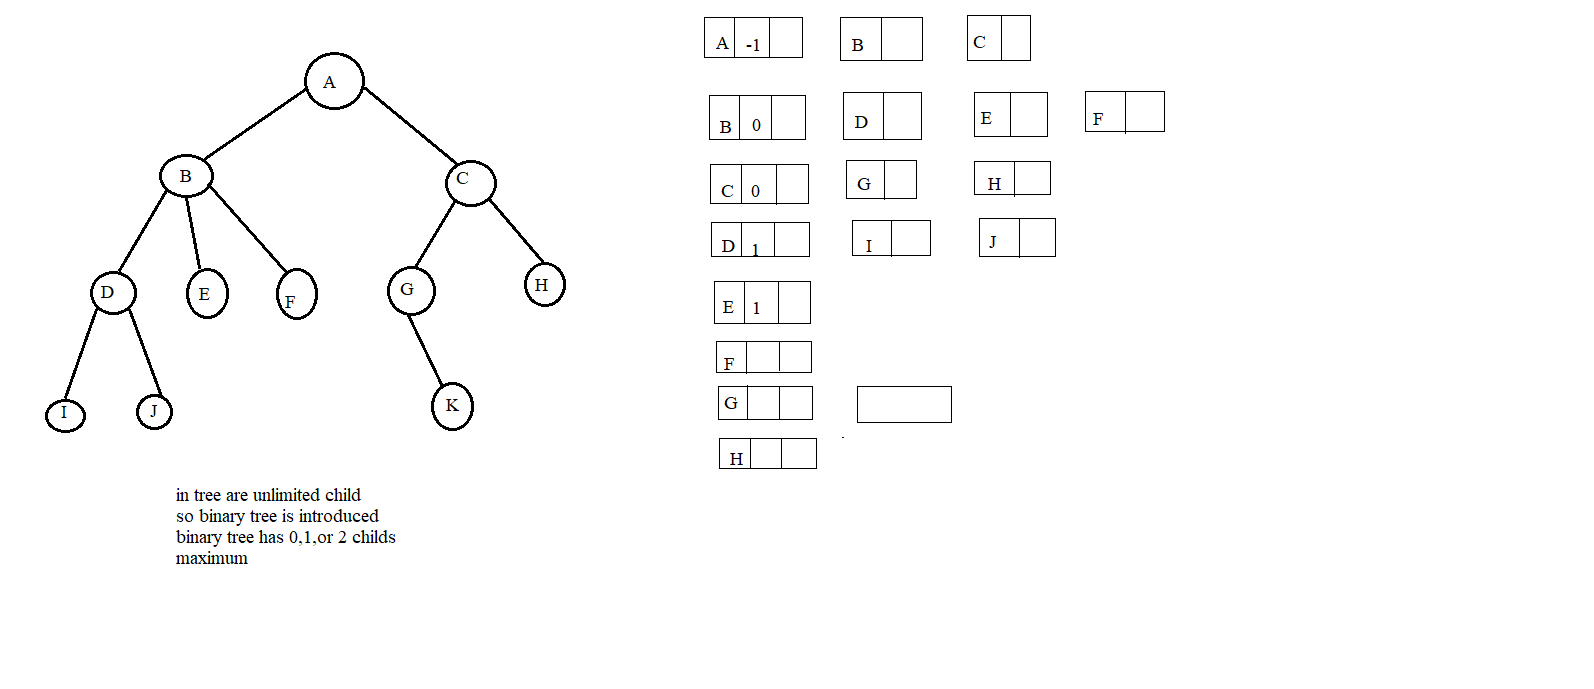 A
B
C
D
E
F
G
H
I
J
K
in tree are unlimited child
so binary tree is introduced
binary tree has 0,1,or 2 childs
maximum
A -1 B C
B 0 D E F
C 0 G H
D 1 I J
E 1
F
G
H